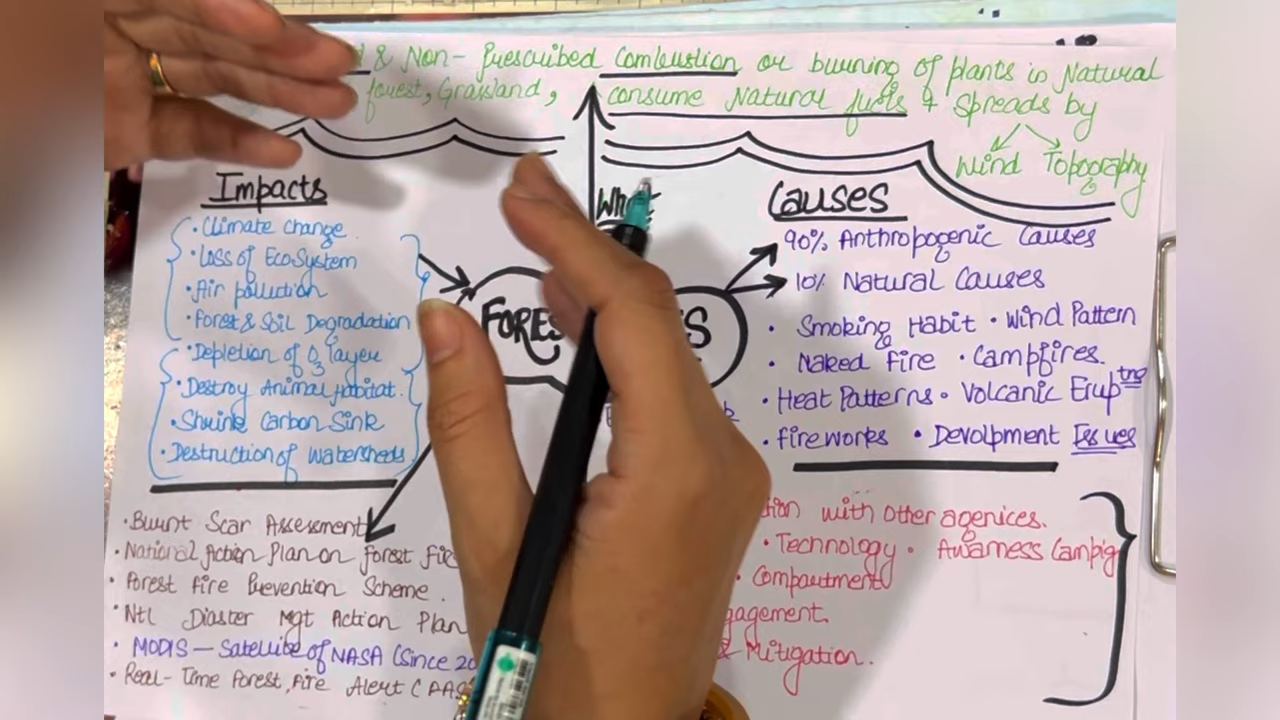 & Non-Prescribed Combustion or burning of plants in Natural
forest, Grassland, consume Natural fuels + Spreads by
Wind Topography
Impacts
• Climate change
• Loss of EcoSystem
• Air pollution
• Forest & Soil Degradation
• Depletion of O3 layer
• Destroy Animal Habitat.
• Shrink Carbon Sink
• Destruction of Watersheds
Causes
90% Anthropogenic Causes
10% Natural Causes
• Smoking Habit • Wind Pattern
• Naked Fire • Campfires.
• Heat Patterns • Volcanic Erupᵗⁿˢ
• fireworks • Devolpment Issues
• Burnt Scar Assessment
• National Action Plan on Forest
• Forest Fire Prevention Scheme.
• Ntl Diaster Mgt Action Plan
• MODIS — Satellite of NASA (Since
• Real-Time Forest Fire Alert
with other agenices.
• Technology • Awarness Campig
• Compartment
& Mitigation.